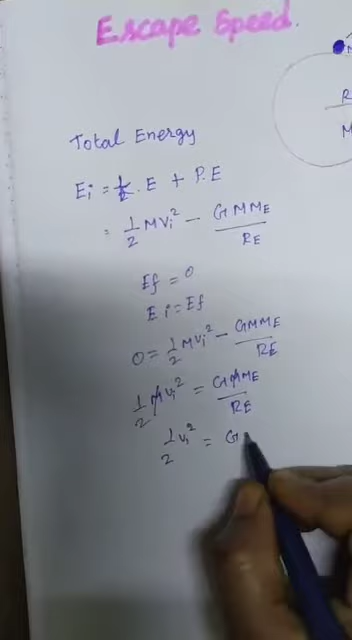 Escape Speed.
Total Energy
Ei = K.E + P.E
= 1/2 MVi² - GMME/RE
Ef = 0
Ei = Ef
0 = 1/2 MVi² - GMME/RE
1/2 MVi² = GMME/RE
1/2 Vi² = G
R
M